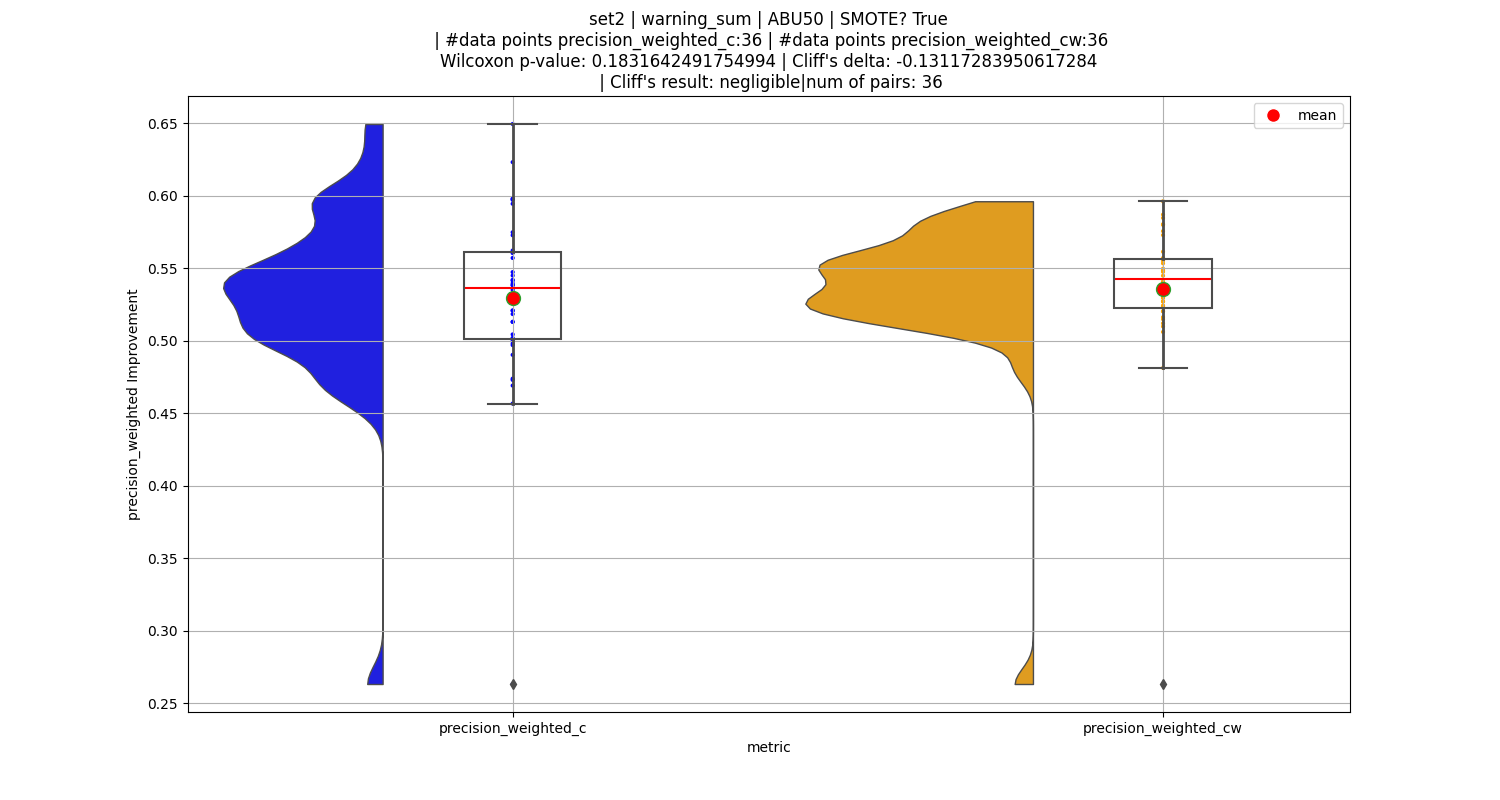 set2 | warning_sum | ABU50 | SMOTE? True
| #data points precision_weighted_c:36 | #data points precision_weighted_cw:36
Wilcoxon p-value: 0.1831642491754994 | Cliff's delta: -0.13117283950617284
| Cliff's result: negligible|num of pairs: 36
mean
0.65
0.60
0.55
0.50
0.45
0.40
0.35
0.30
0.25
precision_weighted Improvement
precision_weighted_c
precision_weighted_cw
metric